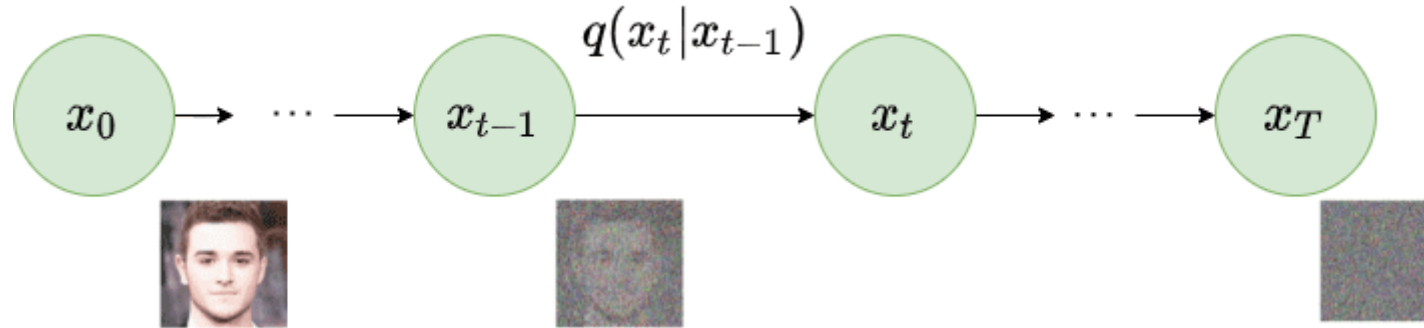 q(x_t|x_{t-1})
x_0 ... x_{t-1} x_t ... x_T